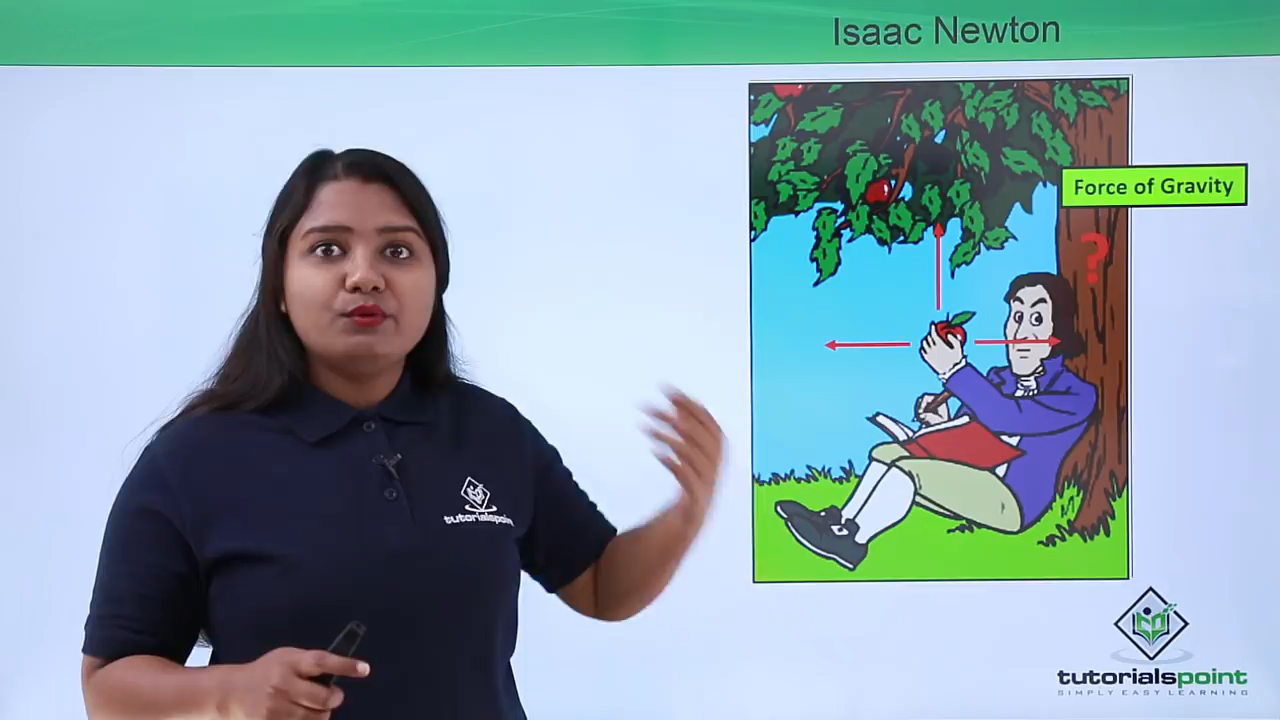 Isaac Newton
Force of Gravity
?
tutorialspoint
tutorialspoint
SIMPLY EASY LEARNING